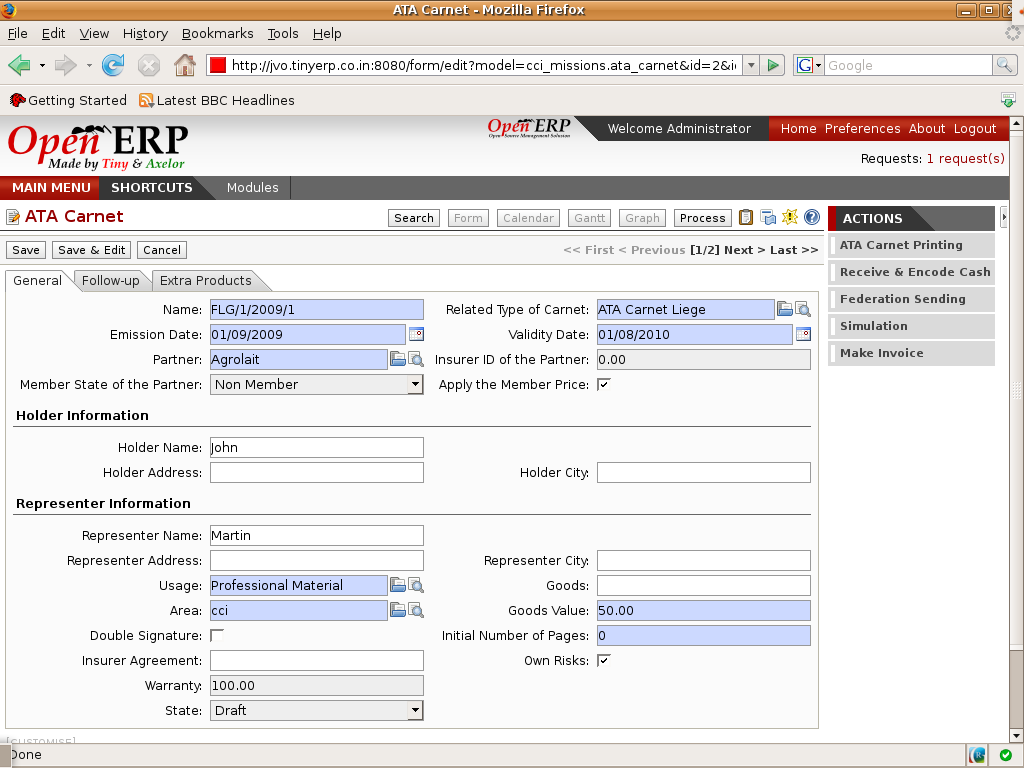 ATA Carnet - Mozilla Firefox
File Edit View History Bookmarks Tools Help
http://jvo.tinyerp.co.in:8080/form/edit?model=cci_missions.ata_carnet&id=2&i
G Google
Getting Started Latest BBC Headlines
Open ERP
Made by Tiny & Axelor
Open ERP
Open Source Management Solution
Welcome Administrator Home Preferences About Logout
Requests: 1 request(s)
MAIN MENU SHORTCUTS Modules
ATA Carnet Search Form Calendar Gantt Graph Process
Save Save & Edit Cancel << First < Previous [1/2] Next > Last >>
General Follow-up Extra Products
Name: FLG/1/2009/1 Related Type of Carnet: ATA Carnet Liege
Emission Date: 01/09/2009 Validity Date: 01/08/2010
Partner: Agrolait Insurer ID of the Partner: 0.00
Member State of the Partner: Non Member Apply the Member Price:
Holder Information
Holder Name: John
Holder Address: Holder City:
Representer Information
Representer Name: Martin
Representer Address: Representer City:
Usage: Professional Material Goods:
Area: cci Goods Value: 50.00
Double Signature: Initial Number of Pages: 0
Insurer Agreement: Own Risks:
Warranty: 100.00
State: Draft
ACTIONS
ATA Carnet Printing
Receive & Encode Cash
Federation Sending
Simulation
Make Invoice
[CUSTOMISE]
Done